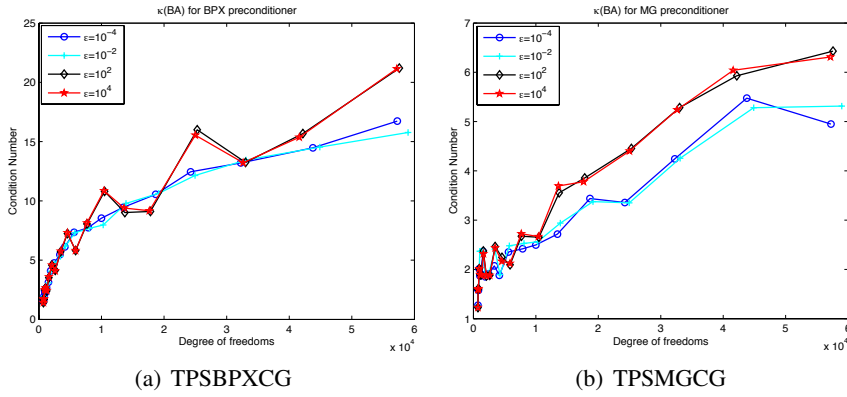 κ(BA) for BPX preconditioner
25
20
15
10
5
0
Condition Number
ε=10⁻⁴
ε=10⁻²
ε=10²
ε=10⁴
0 1 2 3 4 5 6
Degree of freedoms
x 10⁴
(a) TPSBPXCG
κ(BA) for MG preconditioner
7
6
5
4
3
2
1
Condition Number
ε=10⁻⁴
ε=10⁻²
ε=10²
ε=10⁴
0 1 2 3 4 5 6
Degree of freedoms
x 10⁴
(b) TPSMGCG